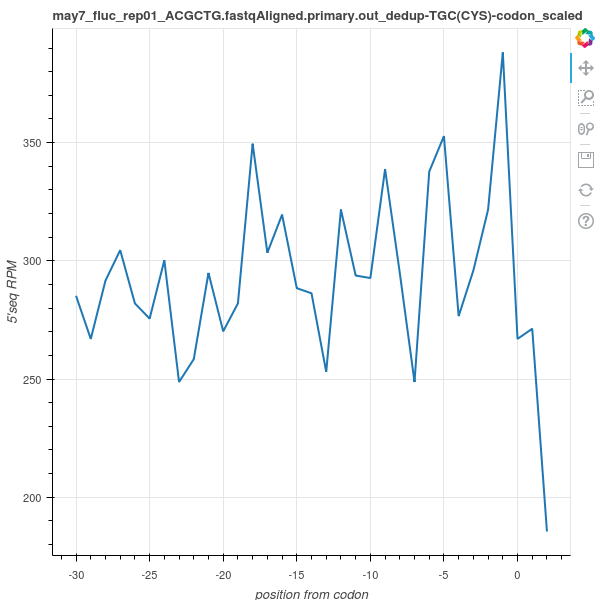 may7_fluc_rep01_ACGCTG.fastqAligned.primary.out_dedup-TGC(CYS)-codon_scaled
350
300
250
200
5'seq RPM
-30 -25 -20 -15 -10 -5 0
position from codon